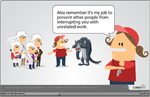 Also remember it's my job to
prevent other people from
interrupting you with
unrelated work.